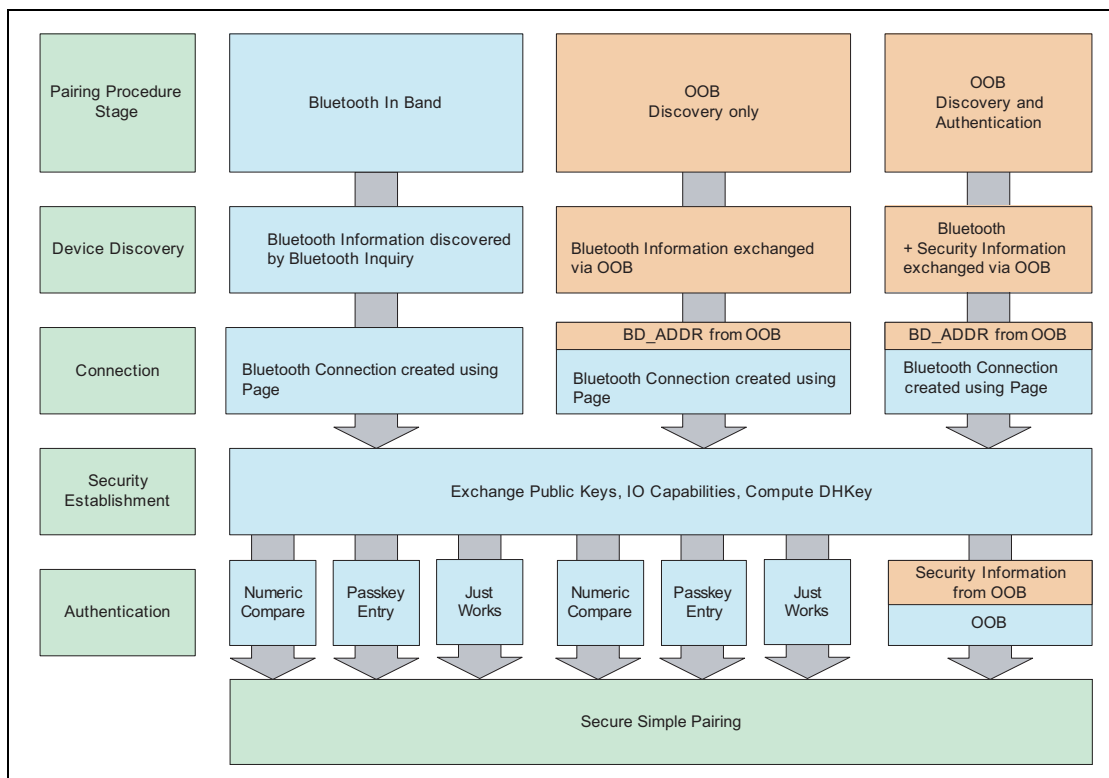 Pairing Procedure
Stage
Bluetooth In Band
OOB
Discovery only
OOB
Discovery and
Authentication
Device Discovery
Bluetooth Information discovered
by Bluetooth Inquiry
Bluetooth Information exchanged
via OOB
Bluetooth
+ Security Information
exchanged via OOB
Connection
Bluetooth Connection created using
Page
BD_ADDR from OOB
Bluetooth Connection created using
Page
BD_ADDR from OOB
Bluetooth Connection
created using Page
Security
Establishment
Exchange Public Keys, IO Capabilities, Compute DHKey
Authentication
Numeric
Compare
Passkey
Entry
Just
Works
Numeric
Compare
Passkey
Entry
Just
Works
Security Information
from OOB
OOB
Secure Simple Pairing